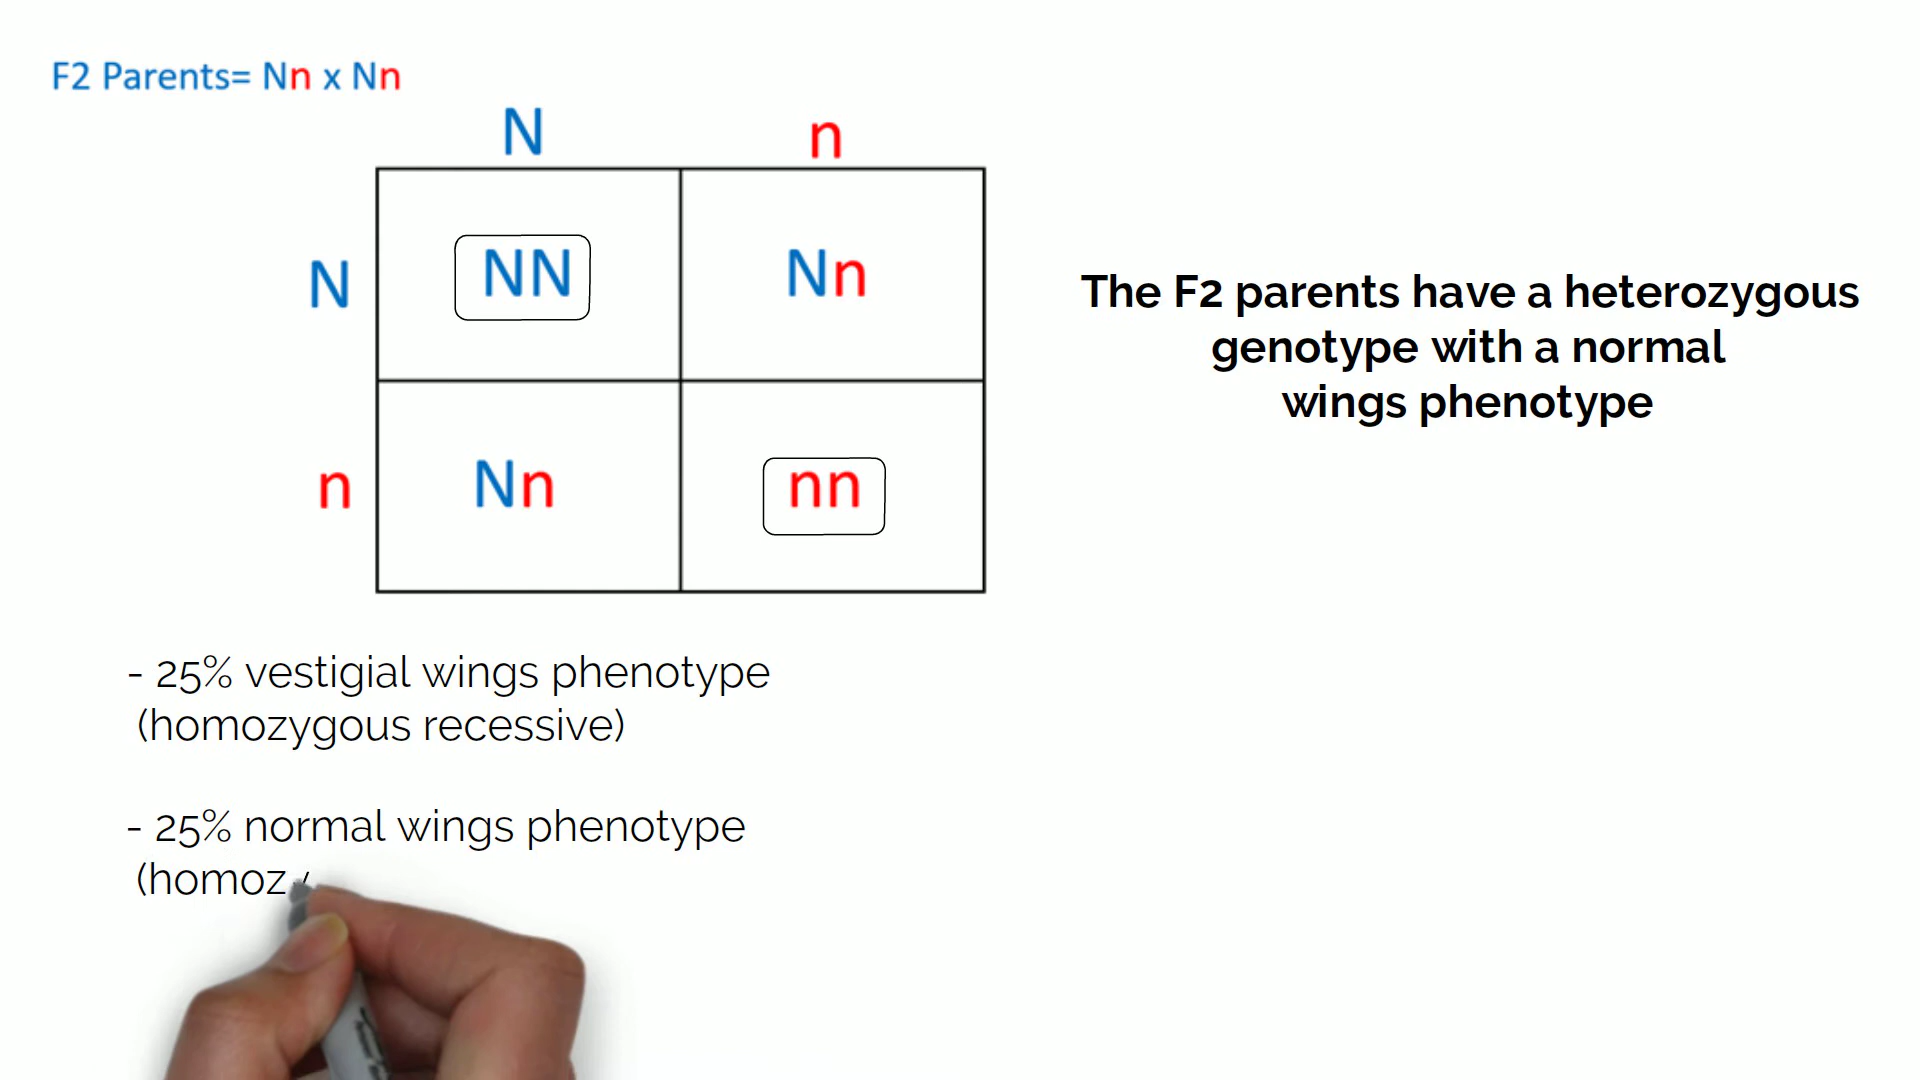 F2 Parents= Nn x Nn
N n
N NN Nn
n Nn nn
The F2 parents have a heterozygous
genotype with a normal
wings phenotype
- 25% vestigial wings phenotype
(homozygous recessive)
- 25% normal wings phenotype
(homoz